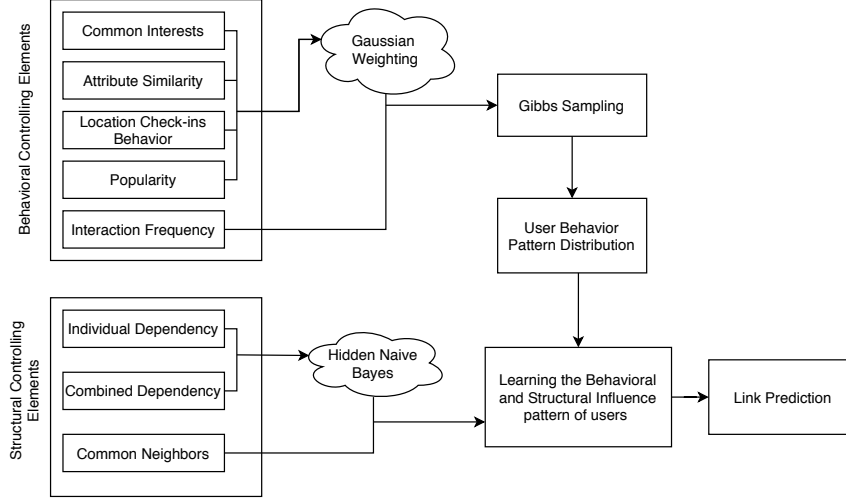 Behavioral Controlling Elements
Common Interests
Attribute Similarity
Location Check-ins
Behavior
Popularity
Interaction Frequency
Gaussian
Weighting
Gibbs Sampling
User Behavior
Pattern Distribution
Structural Controlling
Elements
Individual Dependency
Combined Dependency
Common Neighbors
Hidden Naive
Bayes
Learning the Behavioral
and Structural Influence
pattern of users
Link Prediction